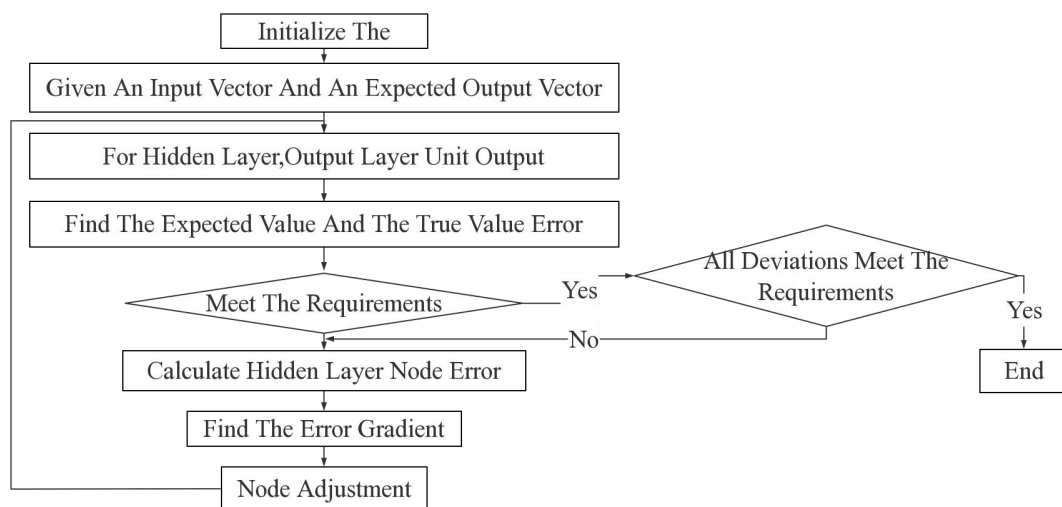 Initialize The
Given An Input Vector And An Expected Output Vector
For Hidden Layer,Output Layer Unit Output
Find The Expected Value And The True Value Error
Meet The Requirements
Yes
All Deviations Meet The
Requirements
Yes
No
End
Calculate Hidden Layer Node Error
Find The Error Gradient
Node Adjustment